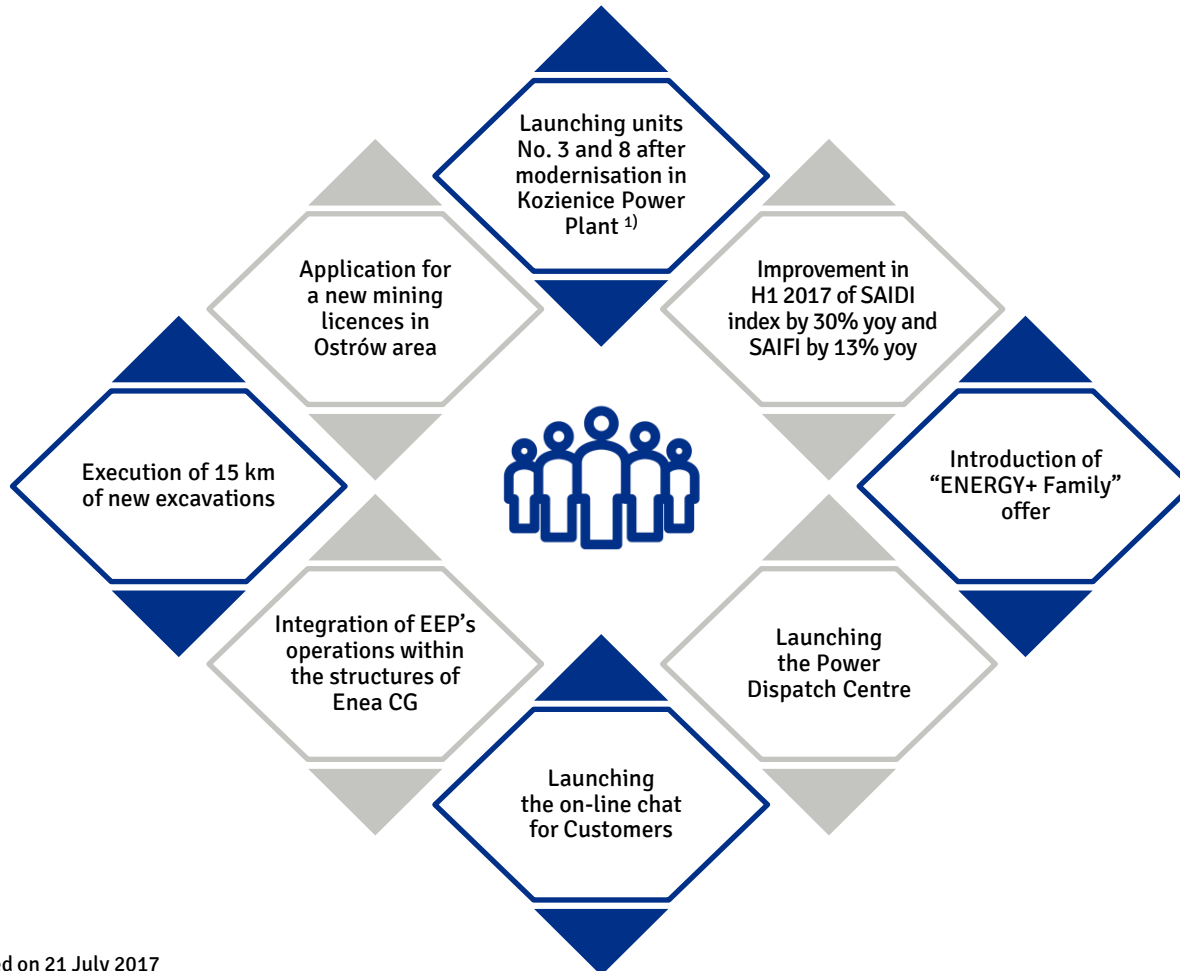 Launching units
No. 3 and 8 after
modernisation in
Kozienice Power
Plant 1)
Application for
a new mining
licences in
Ostrów area
Improvement in
H1 2017 of SAIDI
index by 30% yoy and
SAIFI by 13% yoy
Execution of 15 km
of new excavations
Introduction of
“ENERGY+ Family”
offer
Integration of EEP’s
operations within
the structures of
Enea CG
Launching
the Power
Dispatch Centre
Launching
the on-line chat
for Customers
on 21 July 2017